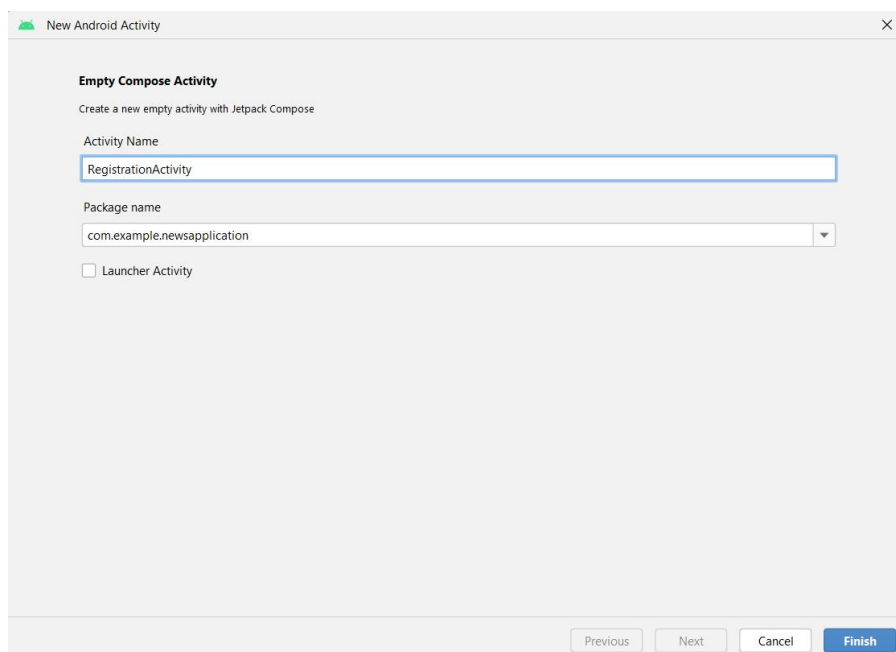 New Android Activity
Empty Compose Activity
Create a new empty activity with Jetpack Compose
Activity Name
RegistrationActivity
Package name
com.example.newsapplication
Launcher Activity
Previous Next Cancel Finish